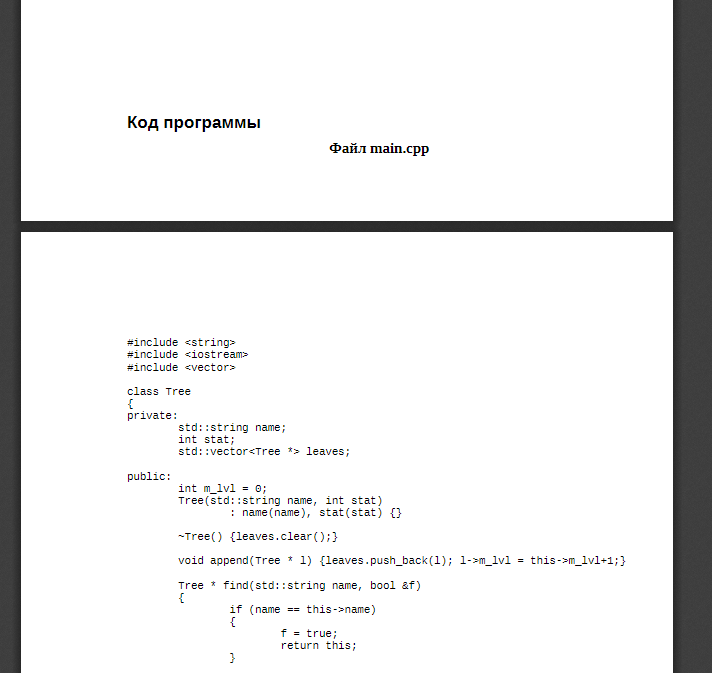 Код программы
Файл main.cpp
#include <string>
#include <iostream>
#include <vector>
class Tree
{
private:
std::string name;
int stat;
std::vector<Tree *> leaves;
public:
int m_lvl = 0;
Tree(std::string name, int stat)
: name(name), stat(stat) {}
~Tree() {leaves.clear();}
void append(Tree * l) {leaves.push_back(l); l->m_lvl = this->m_lvl+1;}
Tree * find(std::string name, bool &f)
{
if (name == this->name)
{
f = true;
return this;
}